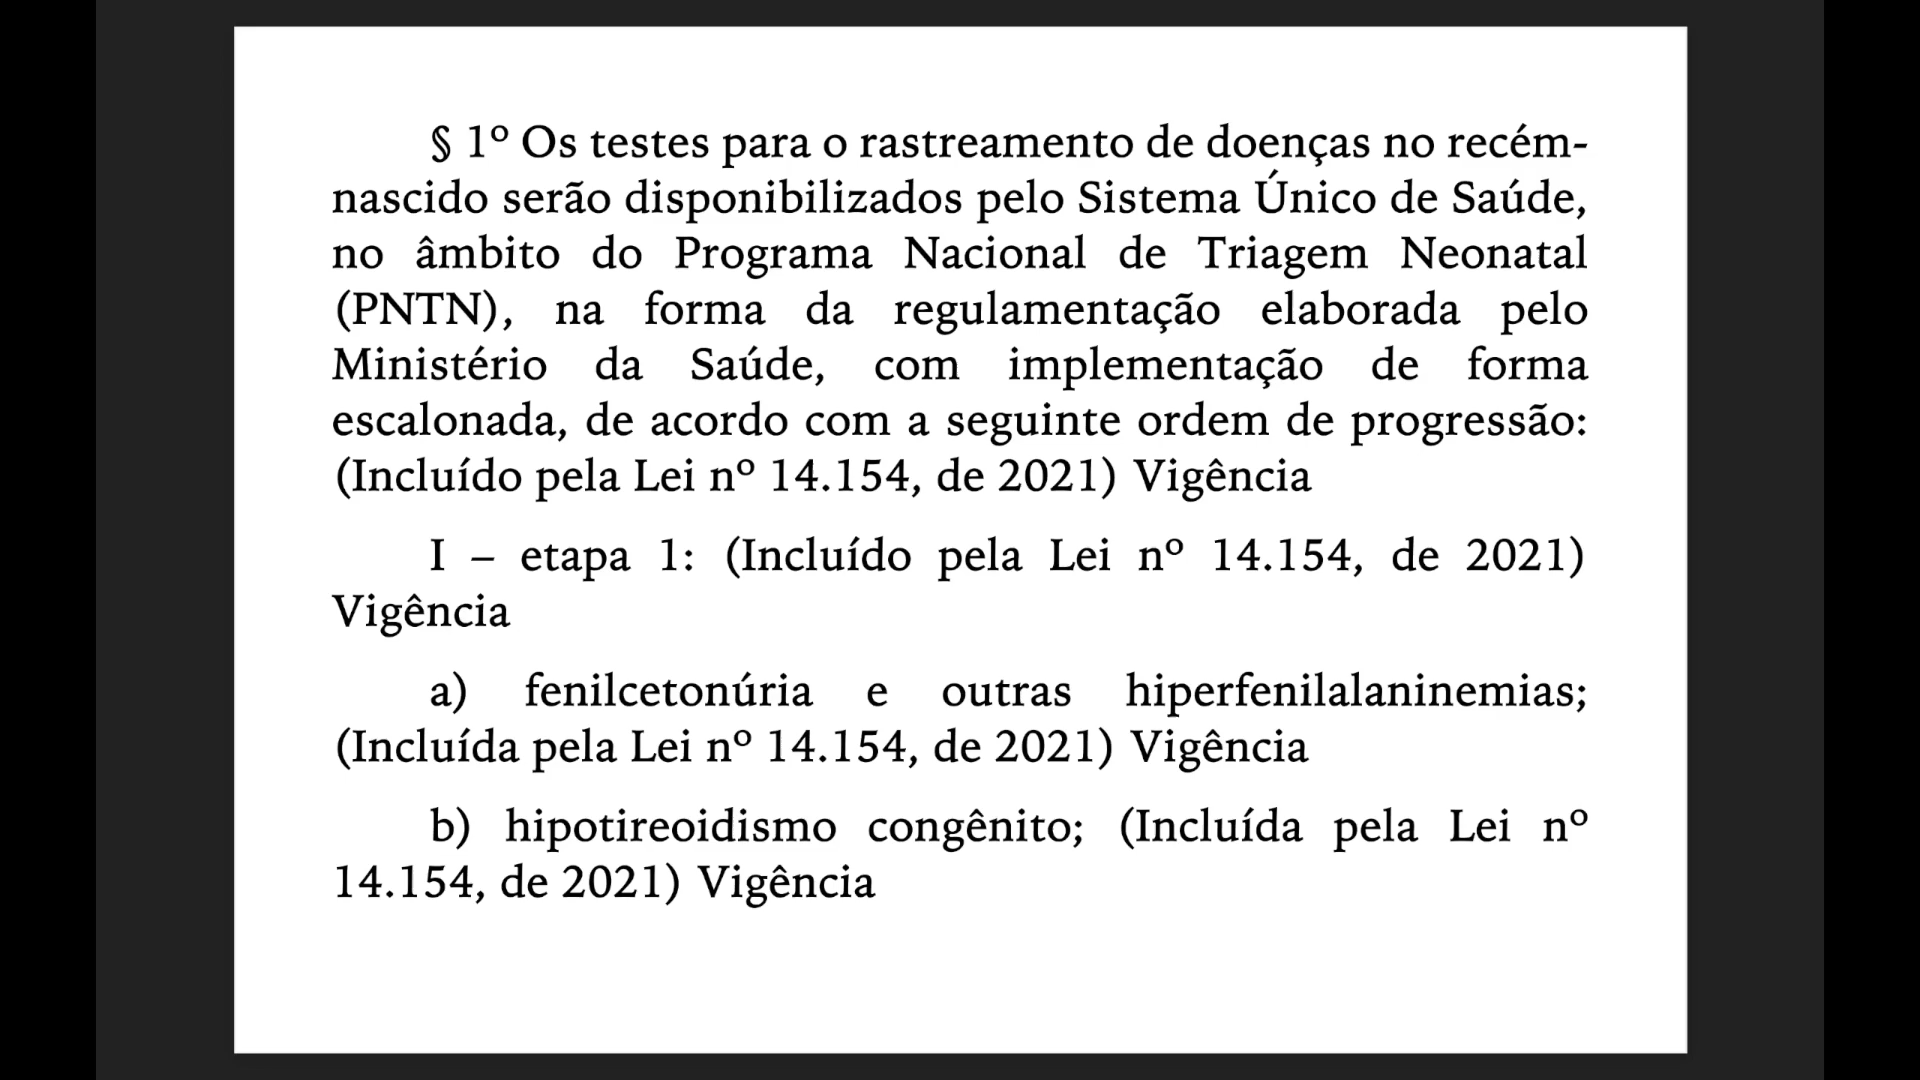 § 1º Os testes para o rastreamento de doenças no recém-
nascido serão disponibilizados pelo Sistema Único de Saúde,
no âmbito do Programa Nacional de Triagem Neonatal
(PNTN), na forma da regulamentação elaborada pelo
Ministério da Saúde, com implementação de forma
escalonada, de acordo com a seguinte ordem de progressão:
(Incluído pela Lei nº 14.154, de 2021) Vigência
I – etapa 1: (Incluído pela Lei nº 14.154, de 2021)
Vigência
a) fenilcetonúria e outras hiperfenilalaninemias;
(Incluída pela Lei nº 14.154, de 2021) Vigência
b) hipotireoidismo congênito; (Incluída pela Lei nº
14.154, de 2021) Vigência